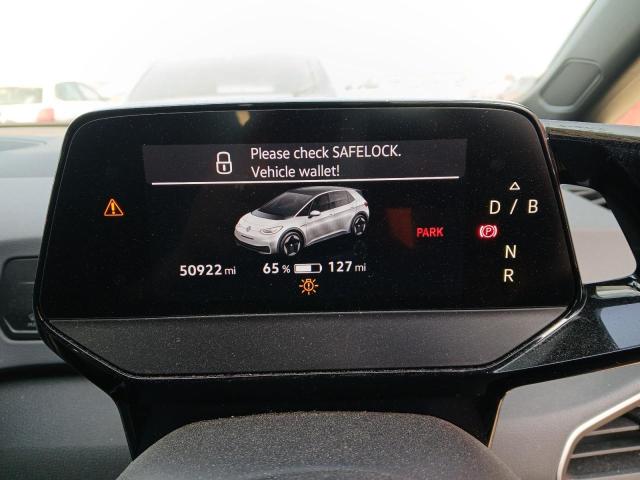 Please check SAFELOCK.
Vehicle wallet!
D / B
PARK P
N
R
50922 mi 65 % 127 mi